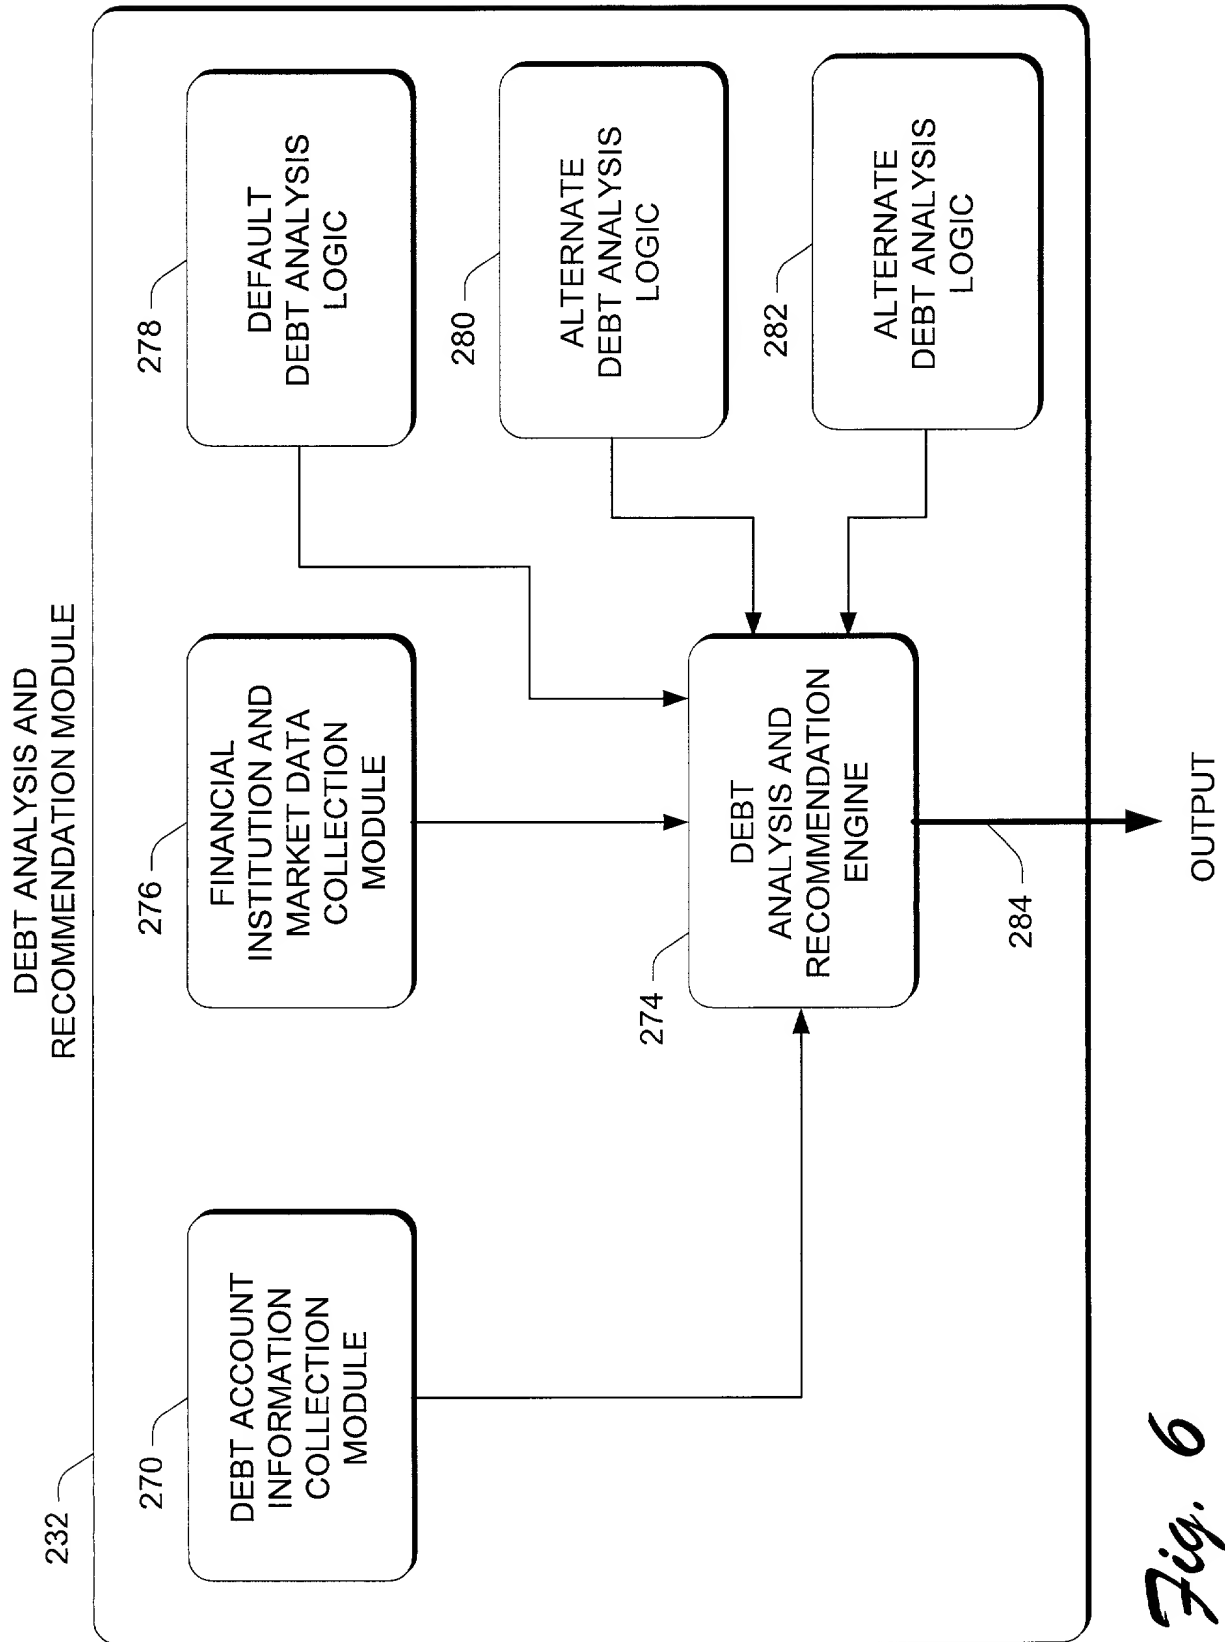 DEBT ANALYSIS AND
RECOMMENDATION MODULE
232
270
DEBT ACCOUNT
INFORMATION
COLLECTION
MODULE
276
FINANCIAL
INSTITUTION AND
MARKET DATA
COLLECTION
MODULE
278
DEFAULT
DEBT ANALYSIS
LOGIC
280
ALTERNATE
DEBT ANALYSIS
LOGIC
282
ALTERNATE
DEBT ANALYSIS
LOGIC
274
DEBT
ANALYSIS AND
RECOMMENDATION
ENGINE
284
OUTPUT
Fig. 6